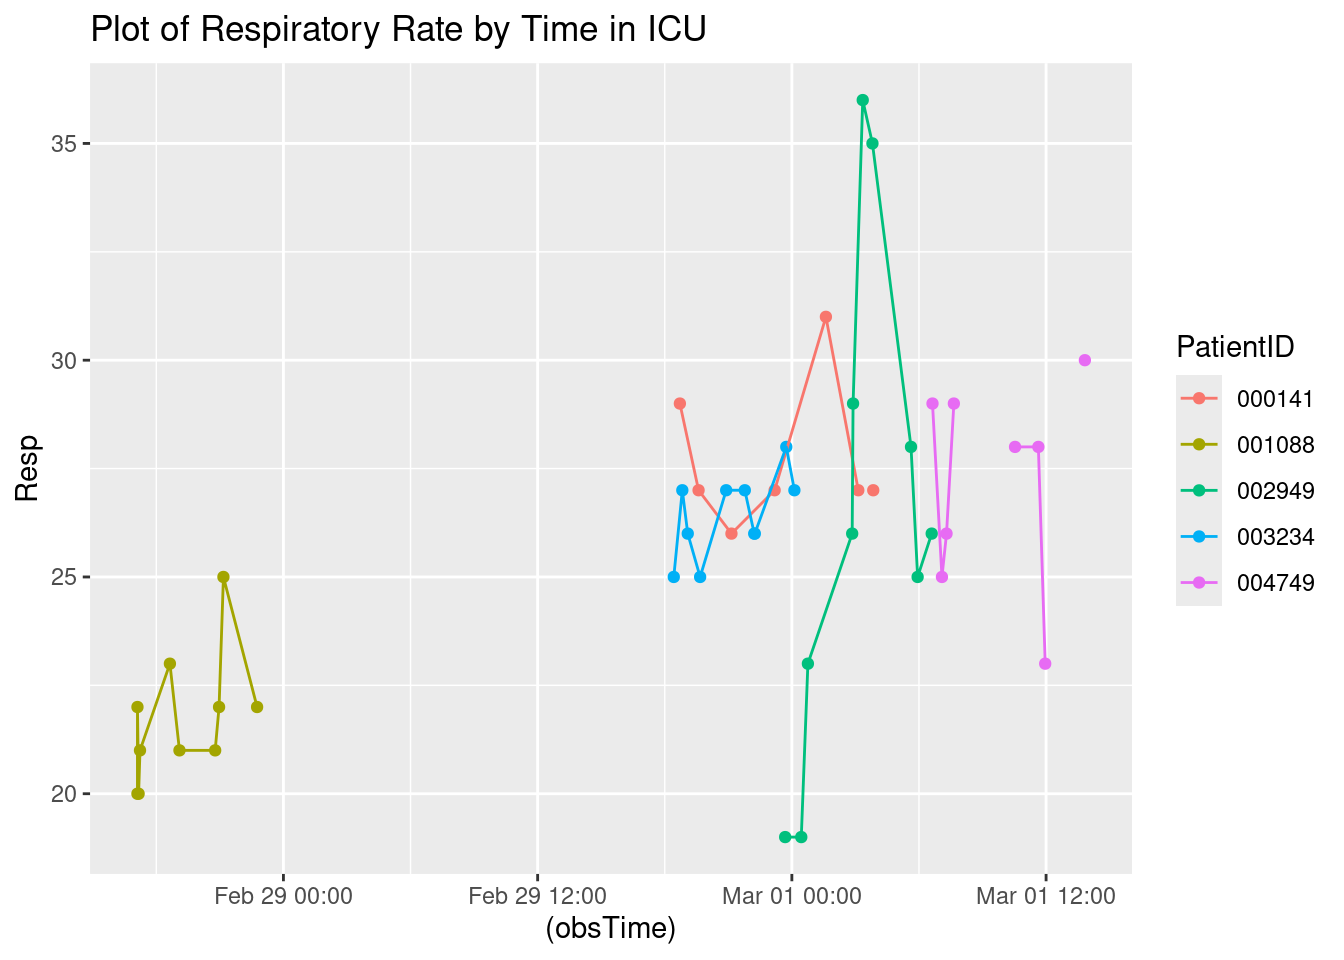 Plot of Respiratory Rate by Time in ICU
Resp
35
30
25
20
Feb 29 00:00
Feb 29 12:00
Mar 01 00:00
Mar 01 12:00
(obsTime)
PatientID
000141
001088
002949
003234
004749